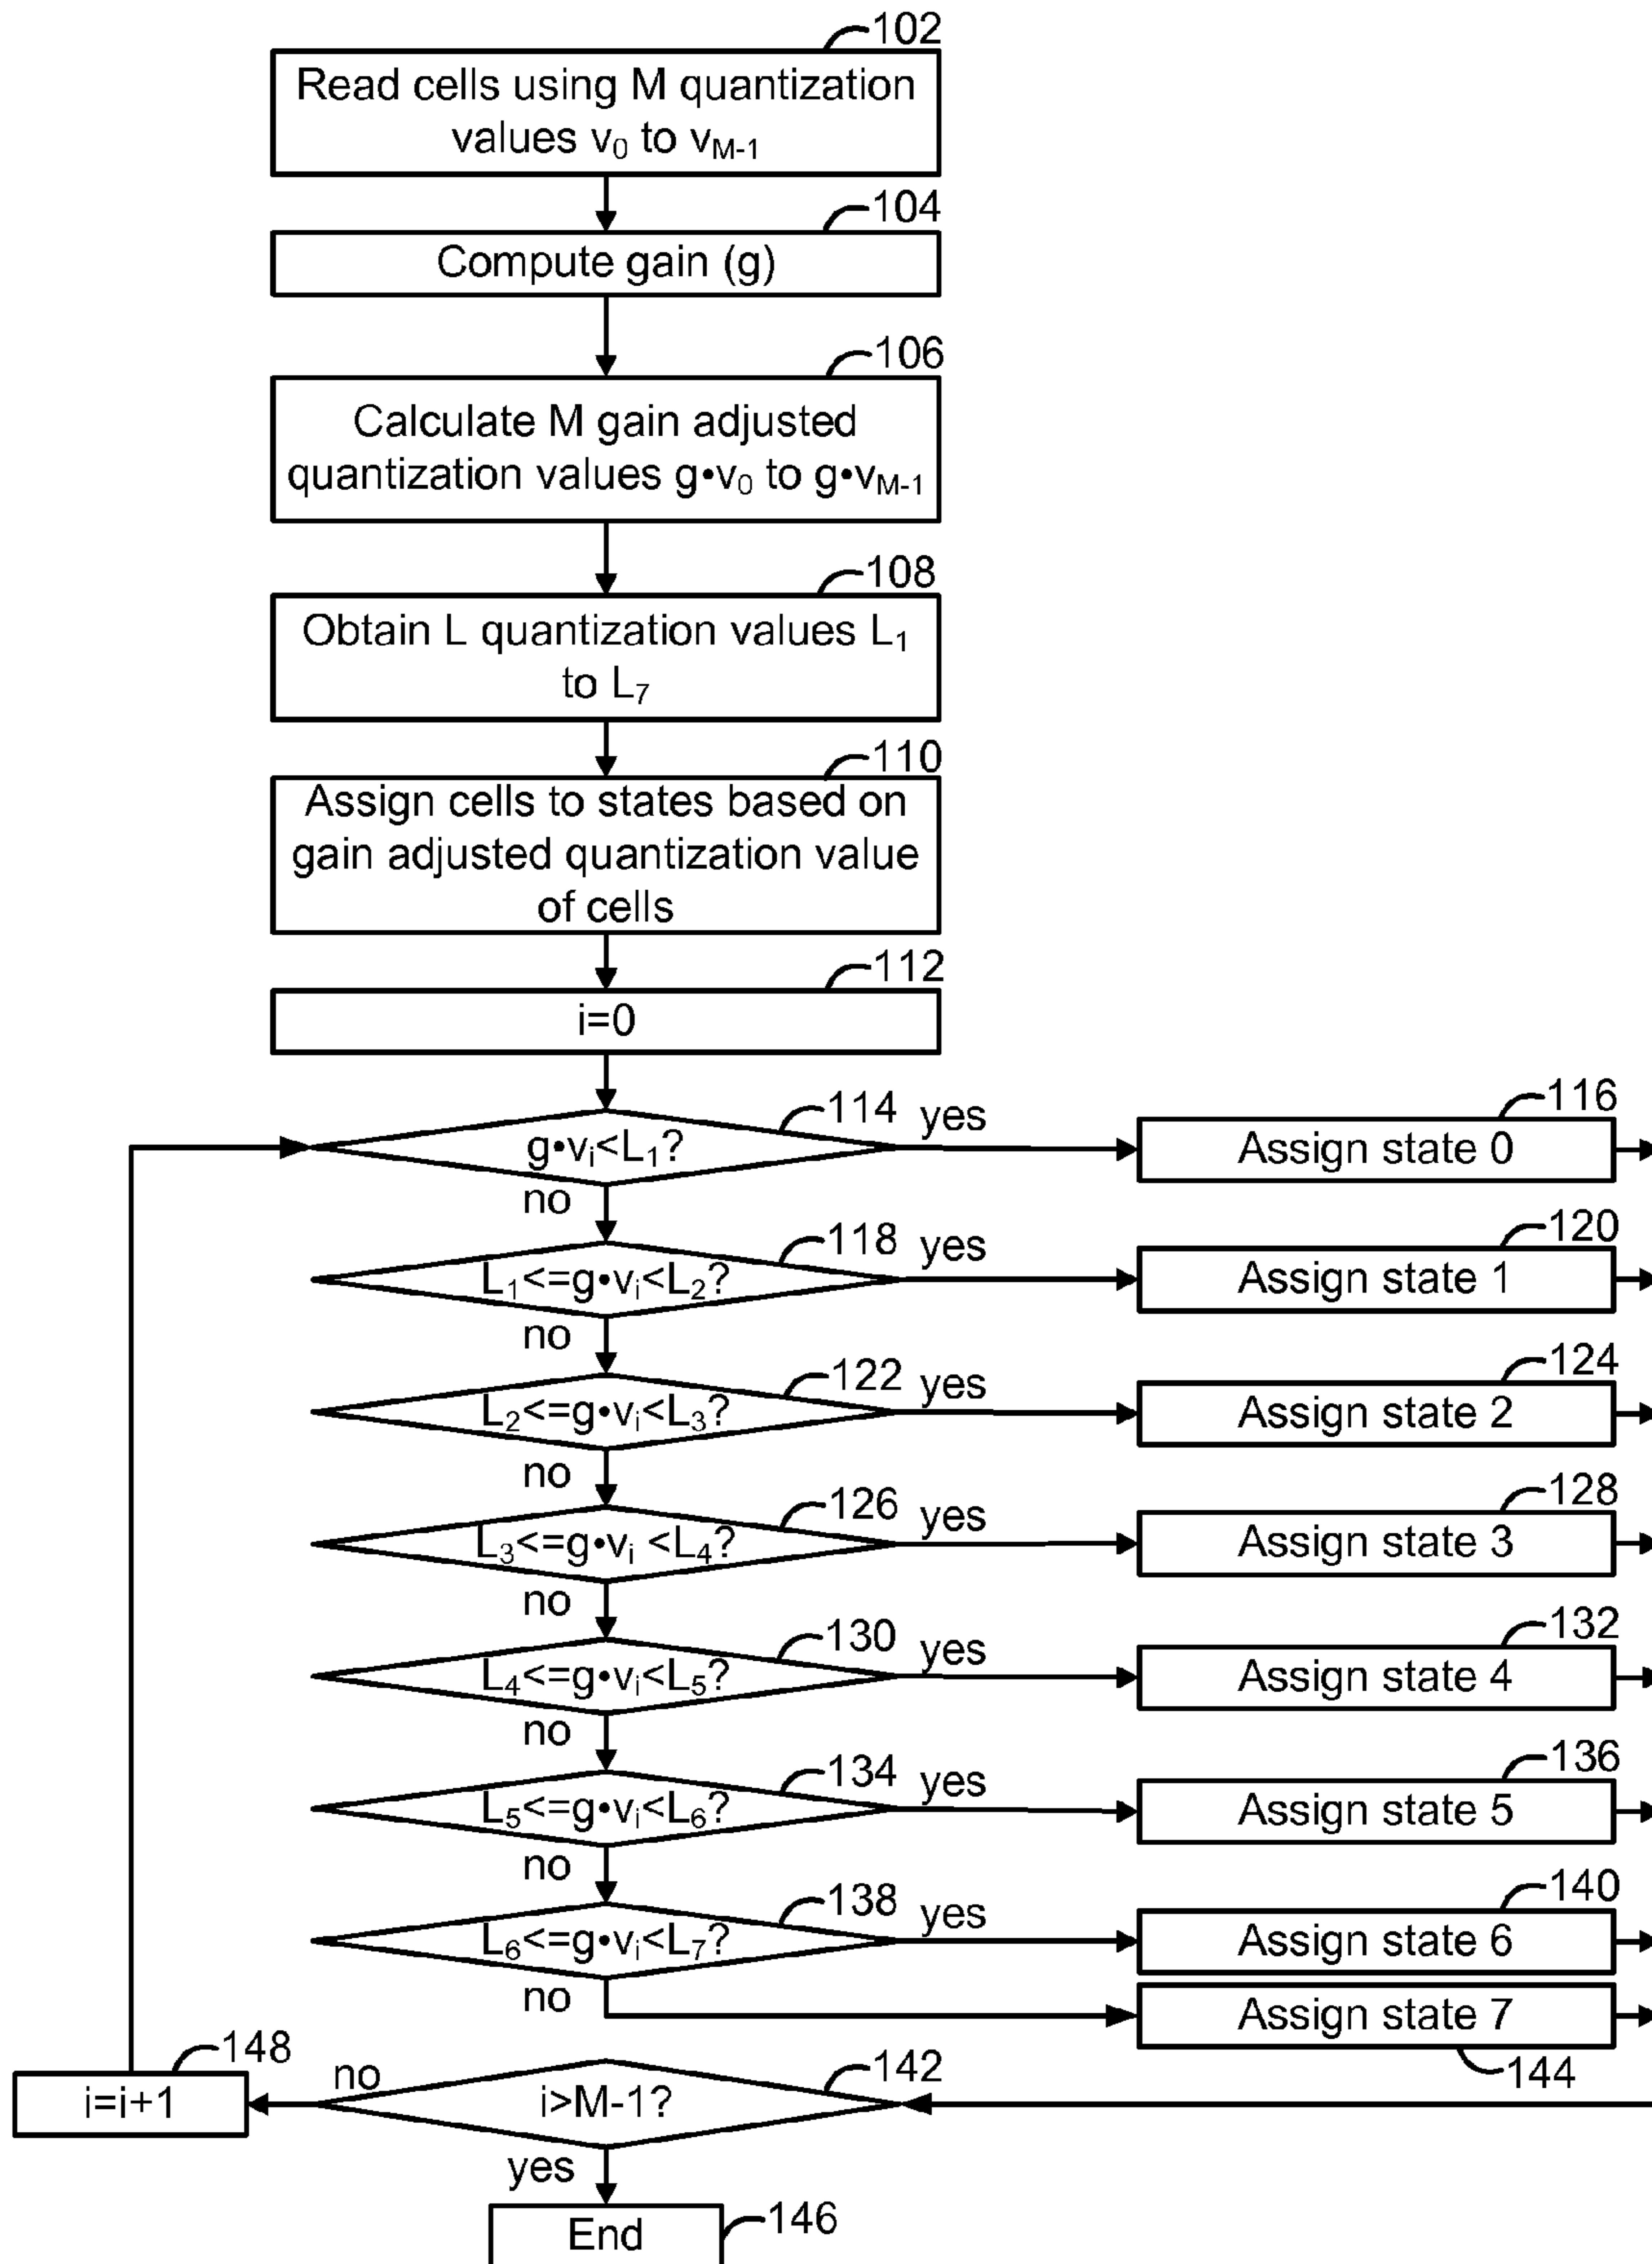 102
Read cells using M quantization
values v₀ to v_M-1
104
Compute gain (g)
106
Calculate M gain adjusted
quantization values g•v₀ to g•v_M-1
108
Obtain L quantization values L₁
to L₇
110
Assign cells to states based on
gain adjusted quantization value
of cells
112
i=0
114
yes
116
g•vᵢ<L₁?
Assign state 0
no
118
yes
120
L₁<=g•vᵢ<L₂?
Assign state 1
no
122
yes
124
L₂<=g•vᵢ<L₃?
Assign state 2
no
126
yes
128
L₃<=g•vᵢ <L₄?
Assign state 3
no
130
yes
132
L₄<=g•vᵢ<L₅?
Assign state 4
no
134
yes
136
L₅<=g•vᵢ<L₆?
Assign state 5
no
138
yes
140
L₆<=g•vᵢ<L₇?
Assign state 6
no
Assign state 7
144
148
no
142
i=i+1
i>M-1?
yes
146
End